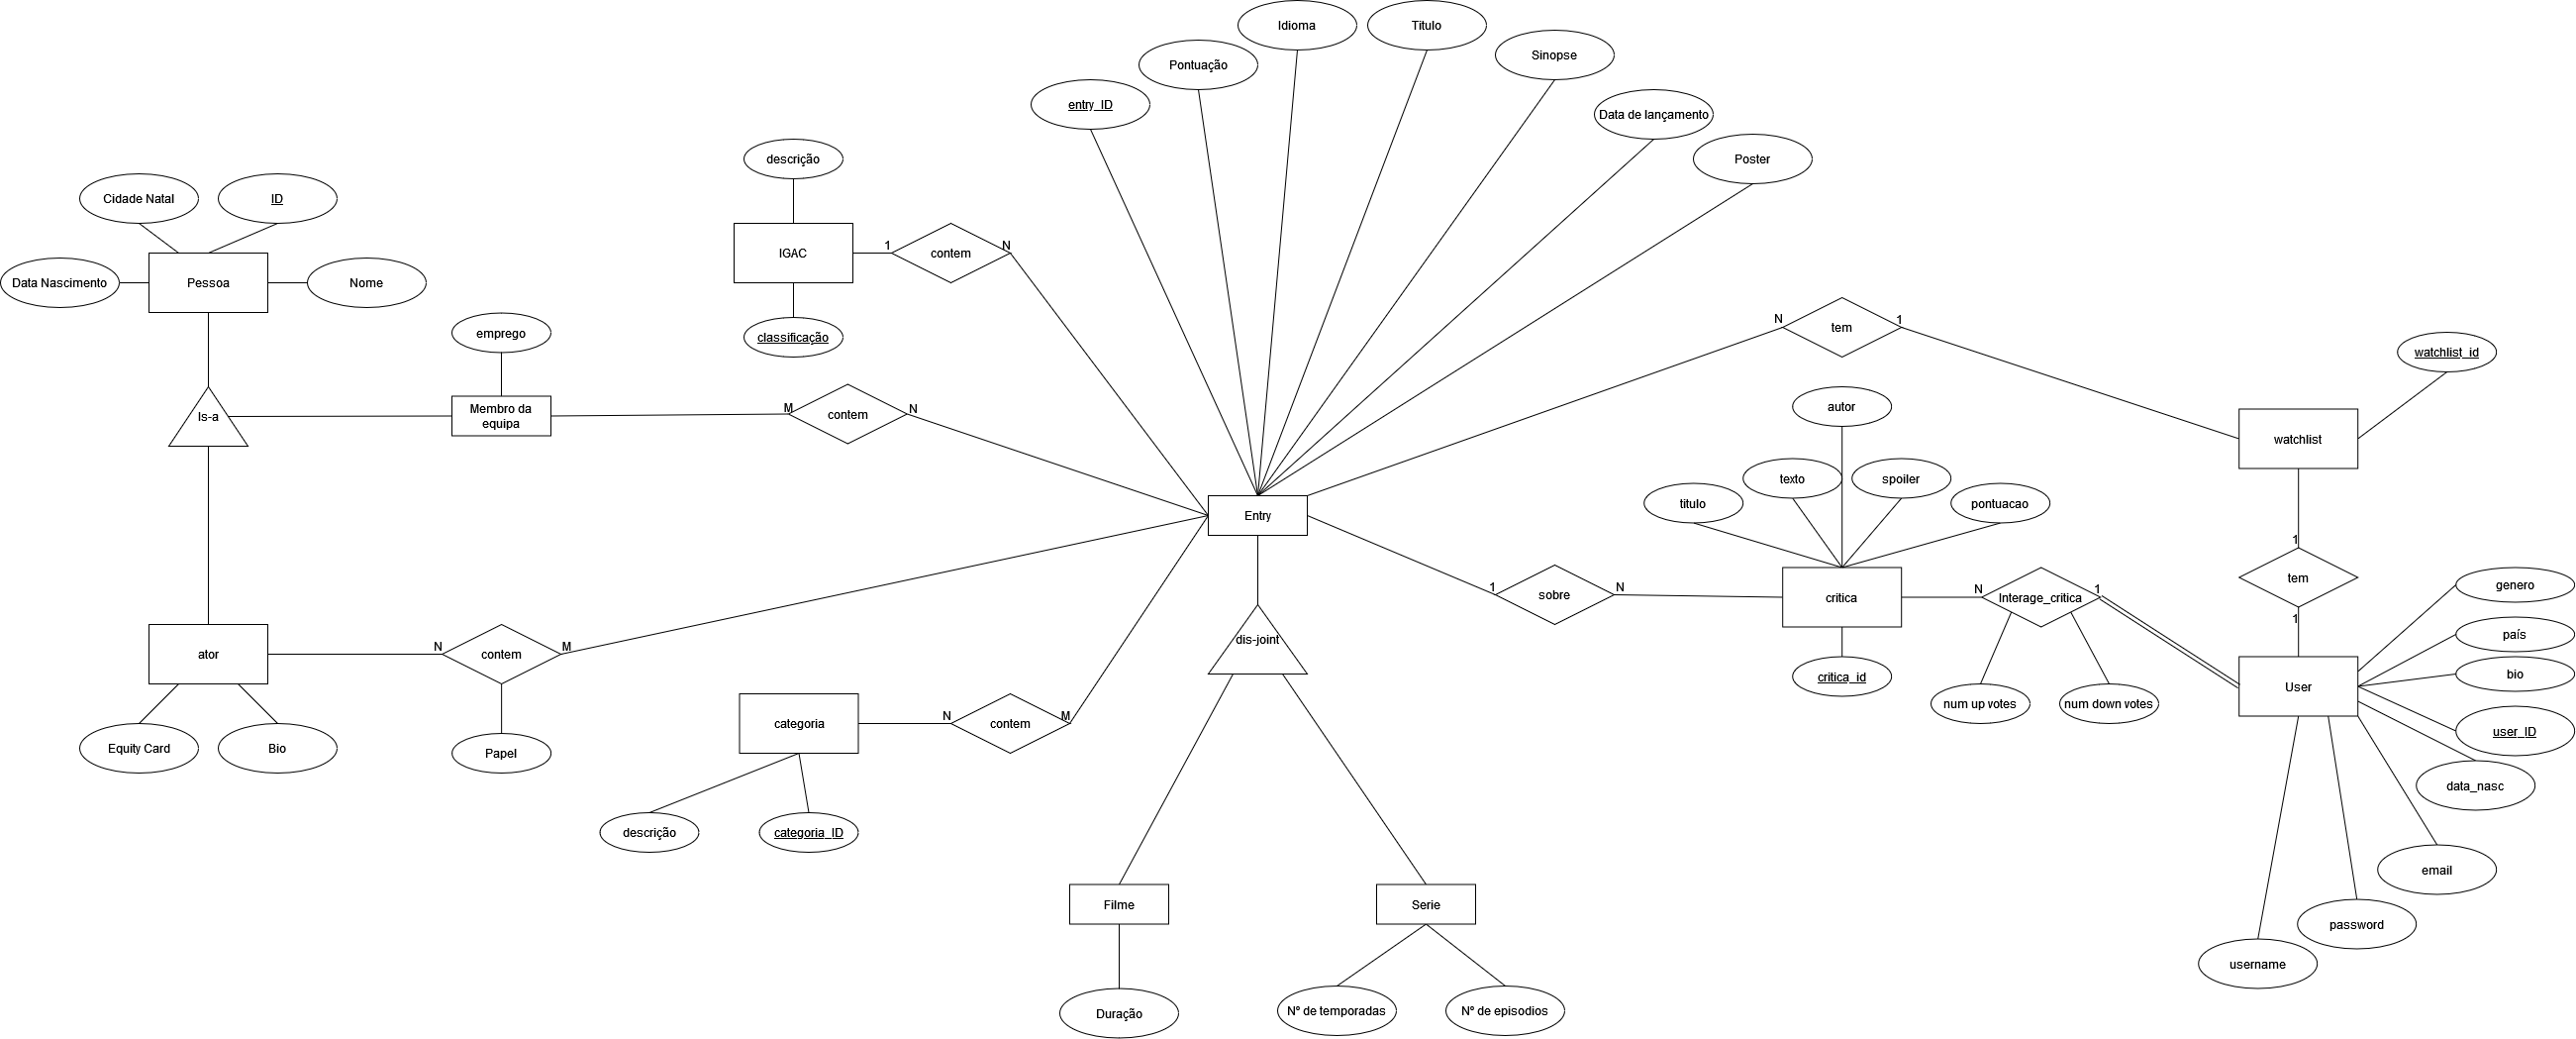 Idioma
Titulo
Sinopse
Pontuação
entry_ID
Data de lançamento
Poster
descrição
Cidade Natal
ID
IGAC
1
contem
N
Data Nascimento
Pessoa
Nome
classificação
emprego
N
tem
1
watchlist_id
Is-a
Membro da
equipa
M
contem
N
autor
watchlist
texto
spoiler
titulo
pontuacao
Entry
1
tem
1
1
sobre
N
critica
N
Interage_critica
1
genero
país
bio
User
user_ID
data_nasc
email
password
username
critica_id
num up votes
num down votes
dis-joint
ator
N
contem
M
Equity Card
Bio
Papel
categoria
N
contem
M
descrição
categoria_ID
Filme
Serie
Duração
Nº de temporadas
Nº de episodios